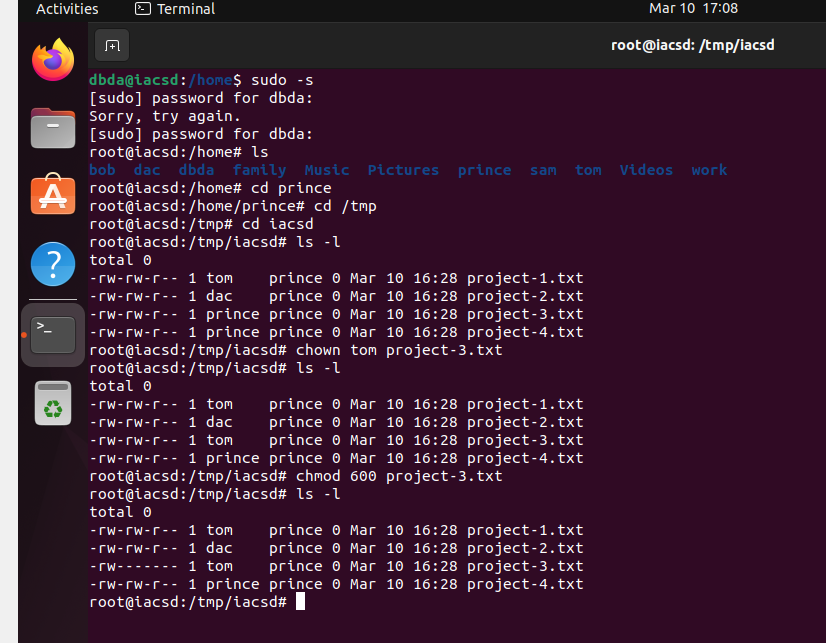 Activities Terminal Mar 10 17:08
root@iacsd: /tmp/iacsd
dbda@iacsd:/home$ sudo -s
[sudo] password for dbda:
Sorry, try again.
[sudo] password for dbda:
root@iacsd:/home# ls
bob dac dbda family Music Pictures prince sam tom Videos work
root@iacsd:/home# cd prince
root@iacsd:/home/prince# cd /tmp
root@iacsd:/tmp# cd iacsd
root@iacsd:/tmp/iacsd# ls -l
total 0
-rw-rw-r-- 1 tom    prince 0 Mar 10 16:28 project-1.txt
-rw-rw-r-- 1 dac    prince 0 Mar 10 16:28 project-2.txt
-rw-rw-r-- 1 prince prince 0 Mar 10 16:28 project-3.txt
-rw-rw-r-- 1 prince prince 0 Mar 10 16:28 project-4.txt
root@iacsd:/tmp/iacsd# chown tom project-3.txt
root@iacsd:/tmp/iacsd# ls -l
total 0
-rw-rw-r-- 1 tom    prince 0 Mar 10 16:28 project-1.txt
-rw-rw-r-- 1 dac    prince 0 Mar 10 16:28 project-2.txt
-rw-rw-r-- 1 tom    prince 0 Mar 10 16:28 project-3.txt
-rw-rw-r-- 1 prince prince 0 Mar 10 16:28 project-4.txt
root@iacsd:/tmp/iacsd# chmod 600 project-3.txt
root@iacsd:/tmp/iacsd# ls -l
total 0
-rw-rw-r-- 1 tom    prince 0 Mar 10 16:28 project-1.txt
-rw-rw-r-- 1 dac    prince 0 Mar 10 16:28 project-2.txt
-rw------- 1 tom    prince 0 Mar 10 16:28 project-3.txt
-rw-rw-r-- 1 prince prince 0 Mar 10 16:28 project-4.txt
root@iacsd:/tmp/iacsd#